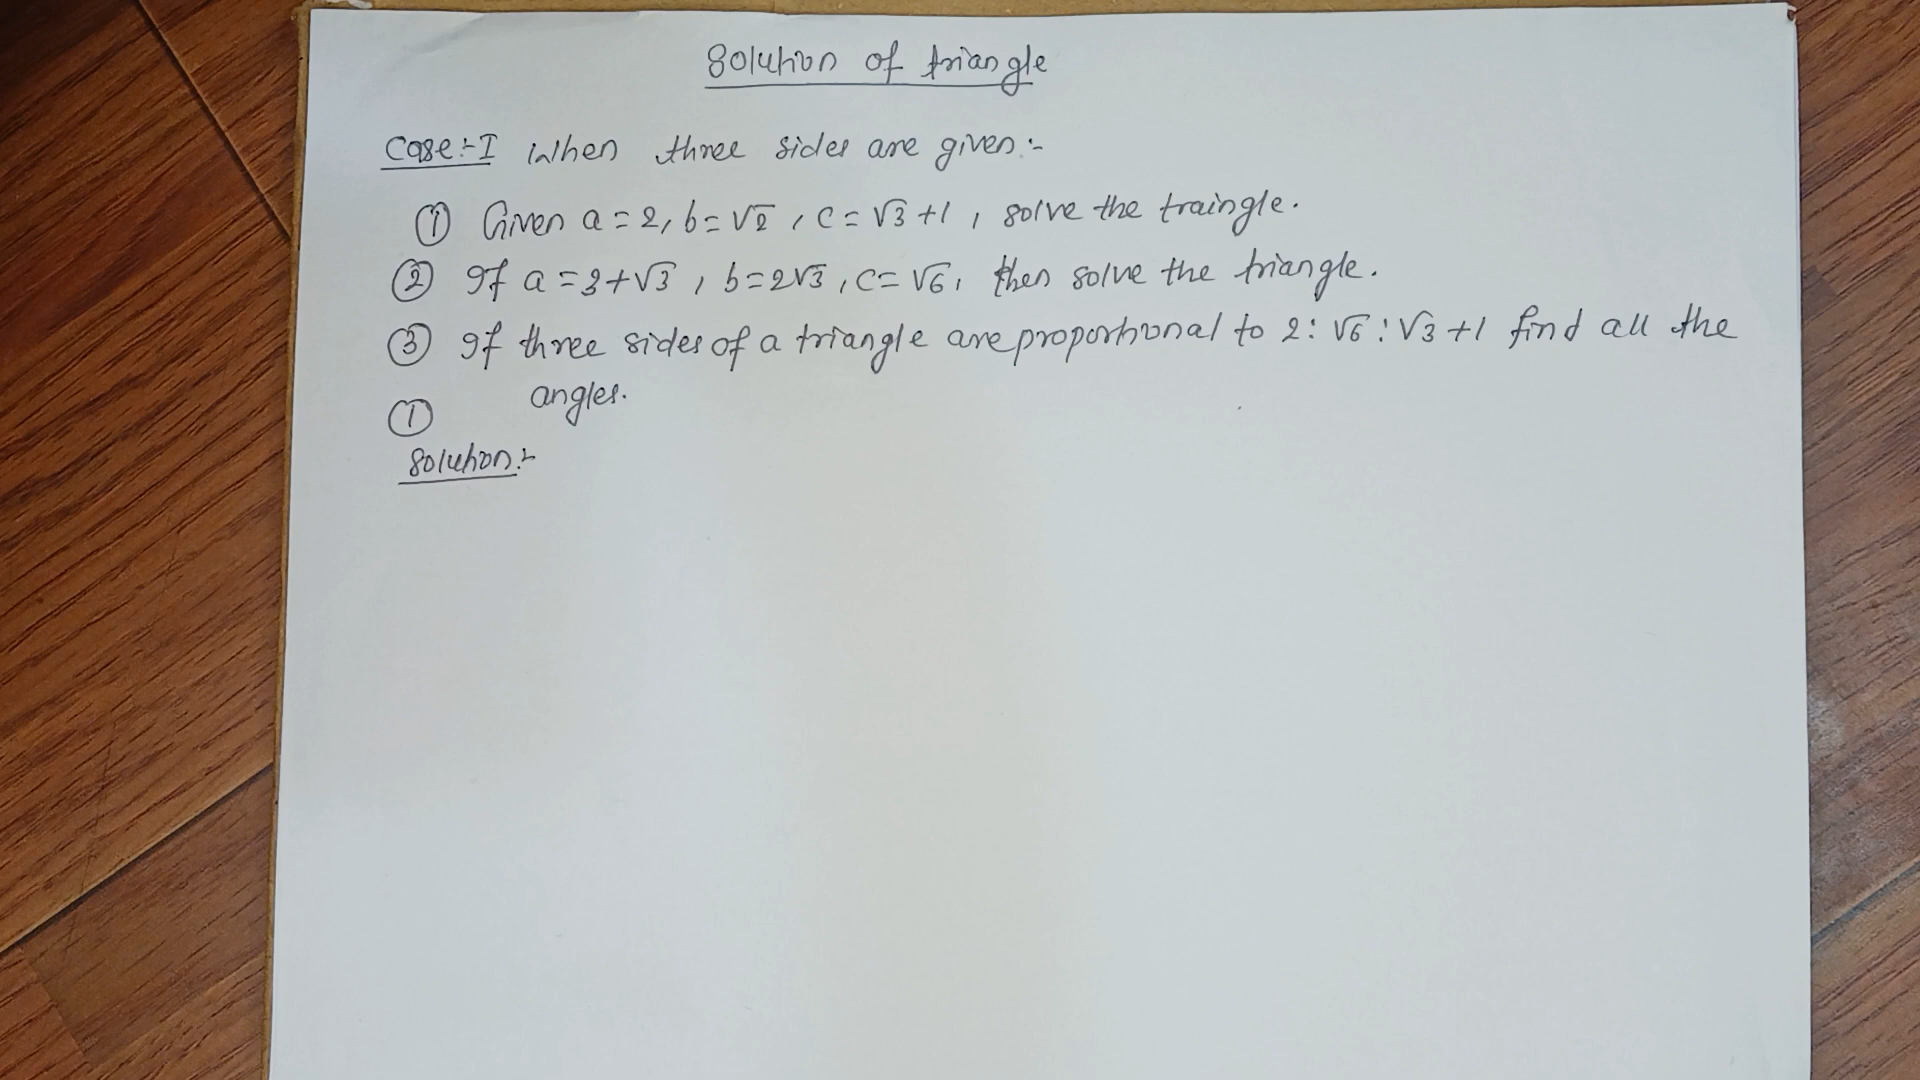 Solution of triangle
Case:-I When three sides are given:-
① Given a = 2, b = √2, c = √3 +1, solve the traingle.
② If a = 3+√3, b = 2√3, c = √6, then solve the triangle.
③ If three sides of a triangle are proportional to 2 : √6 : √3 +1 find all the
angles.
①
Solution:-